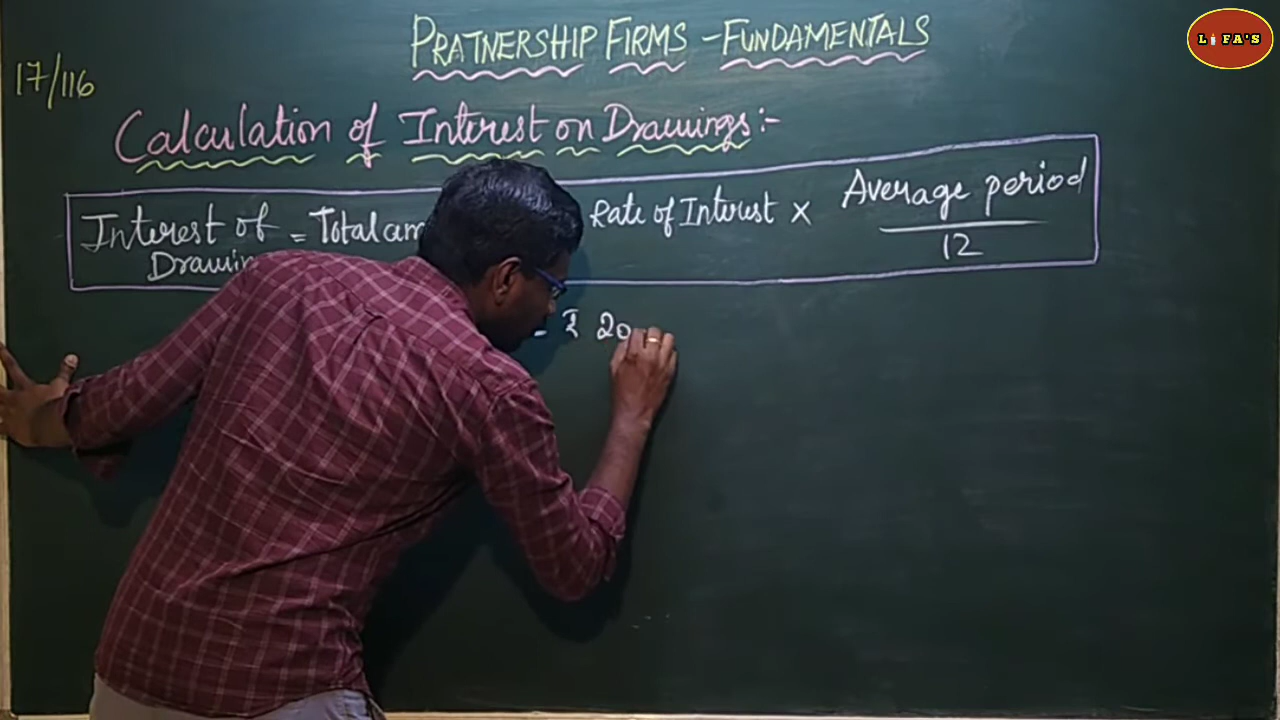 PRATNERSHIP FIRMS - FUNDAMENTALS
LIFA'S
17/116
Calculation of Interest on Drawings:-
Interest of = Total am Rate of Interest × Average period
Drawin 12
= ₹ 20